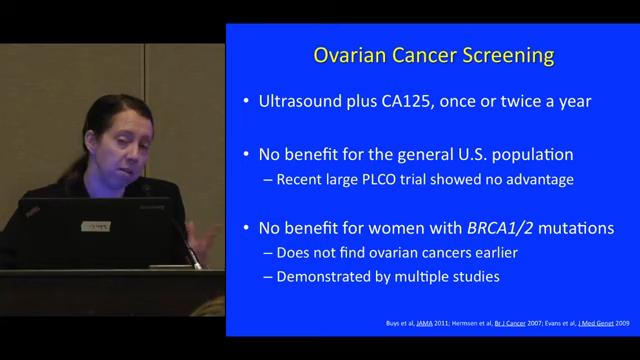 Ovarian Cancer Screening
• Ultrasound plus CA125, once or twice a year
• No benefit for the general U.S. population
– Recent large PLCO trial showed no advantage
• No benefit for women with BRCA1/2 mutations
– Does not find ovarian cancers earlier
– Demonstrated by multiple studies
Buys et al, JAMA 2011; Hermsen et al, Br J Cancer 2007; Evans et al, J Med Genet 2009